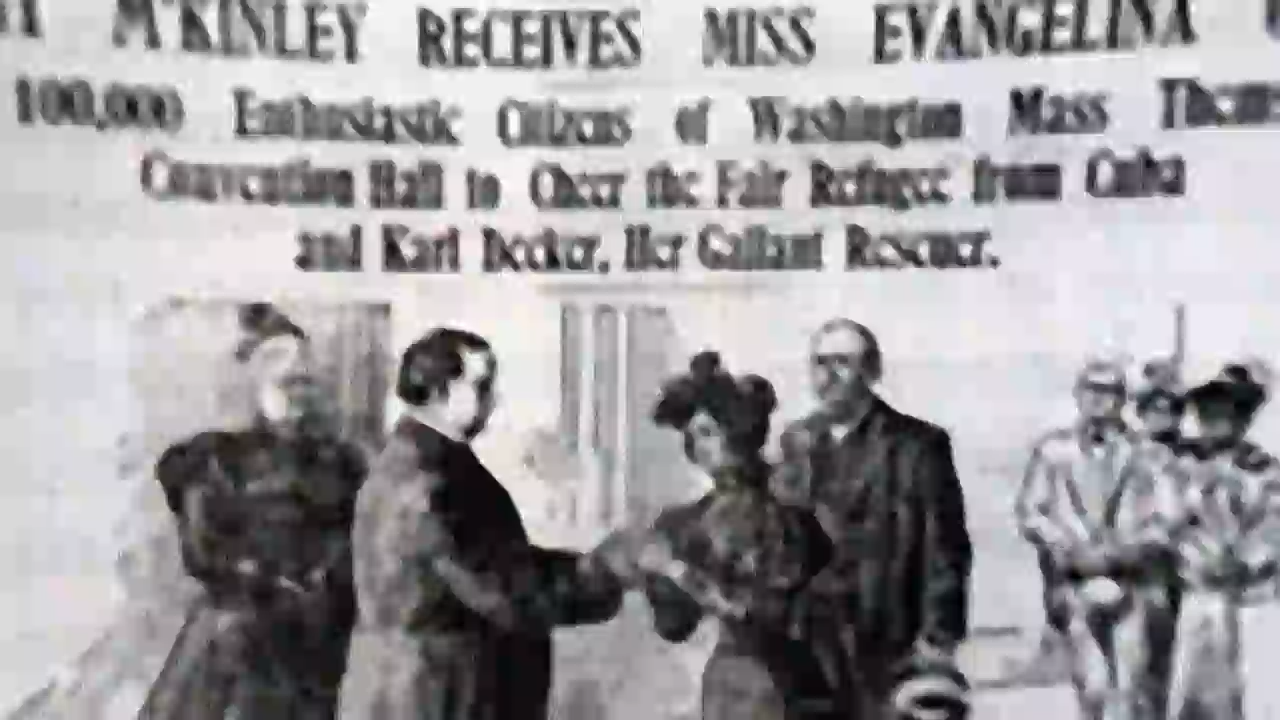 M'KINLEY RECEIVES MISS EVANGELINA
100,000 Enthusiastic Citizens of Washington Mass Thems
Convention Hall to Cheer the Fair Refugee from Cuba
and Karl Decker, Her Gallant Rescuer.